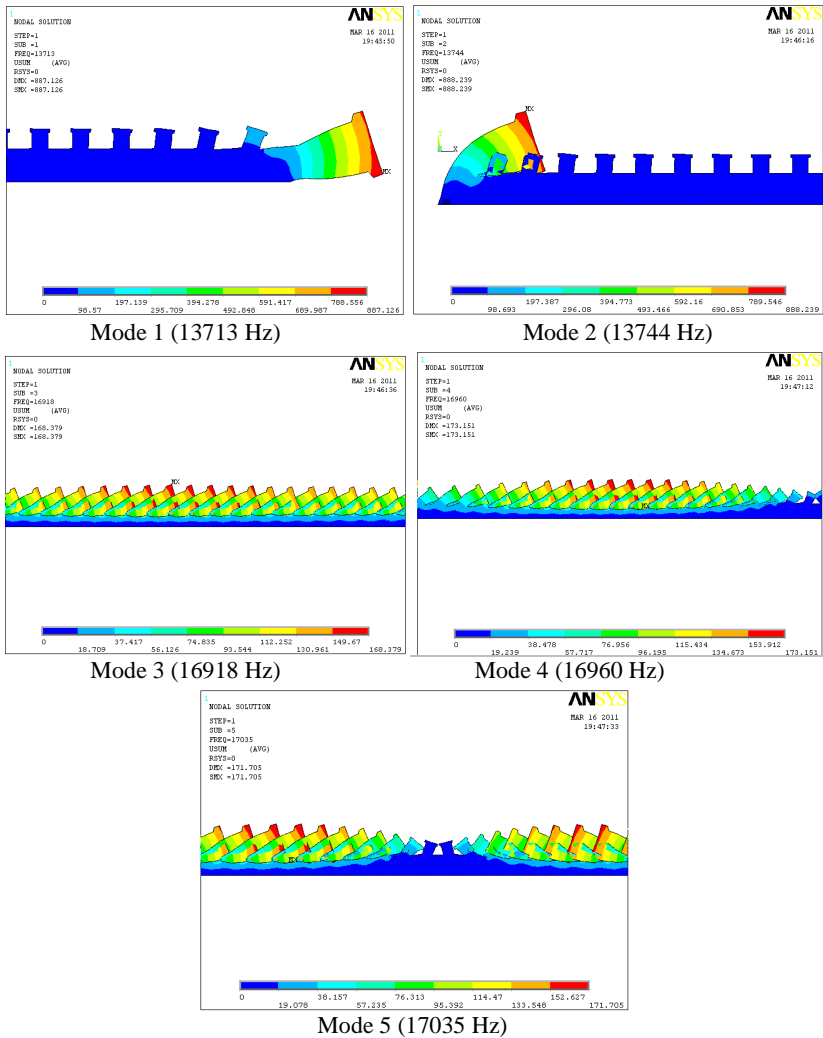 1
ANSYS
NODAL SOLUTION
MAR 16 2011
19:45:50
STEP=1
SUB =1
FREQ=13713
USUM (AVG)
RSYS=0
DMX =887.126
SMX =887.126
MX
0 197.139 394.278 591.417 788.556
98.57 295.709 492.848 689.987 887.126
Mode 1 (13713 Hz)
1
ANSYS
NODAL SOLUTION
MAR 16 2011
19:46:16
STEP=1
SUB =2
FREQ=13744
USUM (AVG)
RSYS=0
DMX =888.239
SMX =888.239
MX
Y
X
0 197.387 394.773 592.16 789.546
98.693 296.08 493.466 690.853 888.239
Mode 2 (13744 Hz)
1
ANSYS
NODAL SOLUTION
MAR 16 2011
19:46:36
STEP=1
SUB =3
FREQ=16918
USUM (AVG)
RSYS=0
DMX =168.379
SMX =168.379
MX
0 37.417 74.835 112.252 149.67
18.709 56.126 93.544 130.961 168.379
Mode 3 (16918 Hz)
1
ANSYS
NODAL SOLUTION
MAR 16 2011
19:47:12
STEP=1
SUB =4
FREQ=16960
USUM (AVG)
RSYS=0
DMX =173.151
SMX =173.151
MX
0 38.478 76.956 115.434 153.912
19.239 57.717 96.195 134.673 173.151
Mode 4 (16960 Hz)
1
ANSYS
NODAL SOLUTION
MAR 16 2011
19:47:33
STEP=1
SUB =5
FREQ=17035
USUM (AVG)
RSYS=0
DMX =171.705
SMX =171.705
MX
0 38.157 76.313 114.47 152.627
19.078 57.235 95.392 133.548 171.705
Mode 5 (17035 Hz)